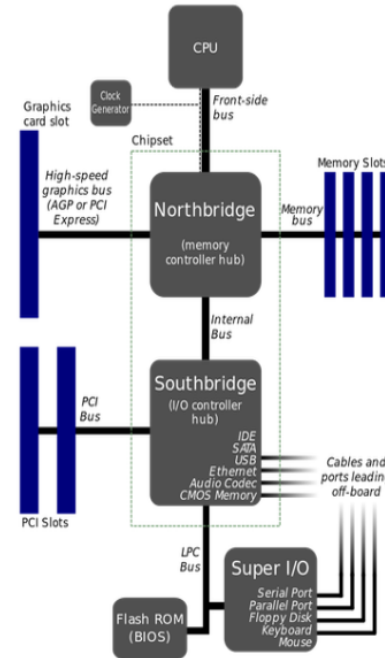 CPU
Clock
Generator
Front-side
bus
Graphics
card slot
Chipset
High-speed
graphics bus
(AGP or PCI
Express)
Northbridge
(memory
controller hub)
Memory
bus
Memory Slots
Internal
Bus
PCI
Bus
Southbridge
(I/O controller
hub)
IDE
SATA
USB
Ethernet
Audio Codec
CMOS Memory
Cables and
ports leading
off-board
PCI Slots
LPC
Bus
Super I/O
Serial Port
Parallel Port
Floppy Disk
Keyboard
Mouse
Flash ROM
(BIOS)